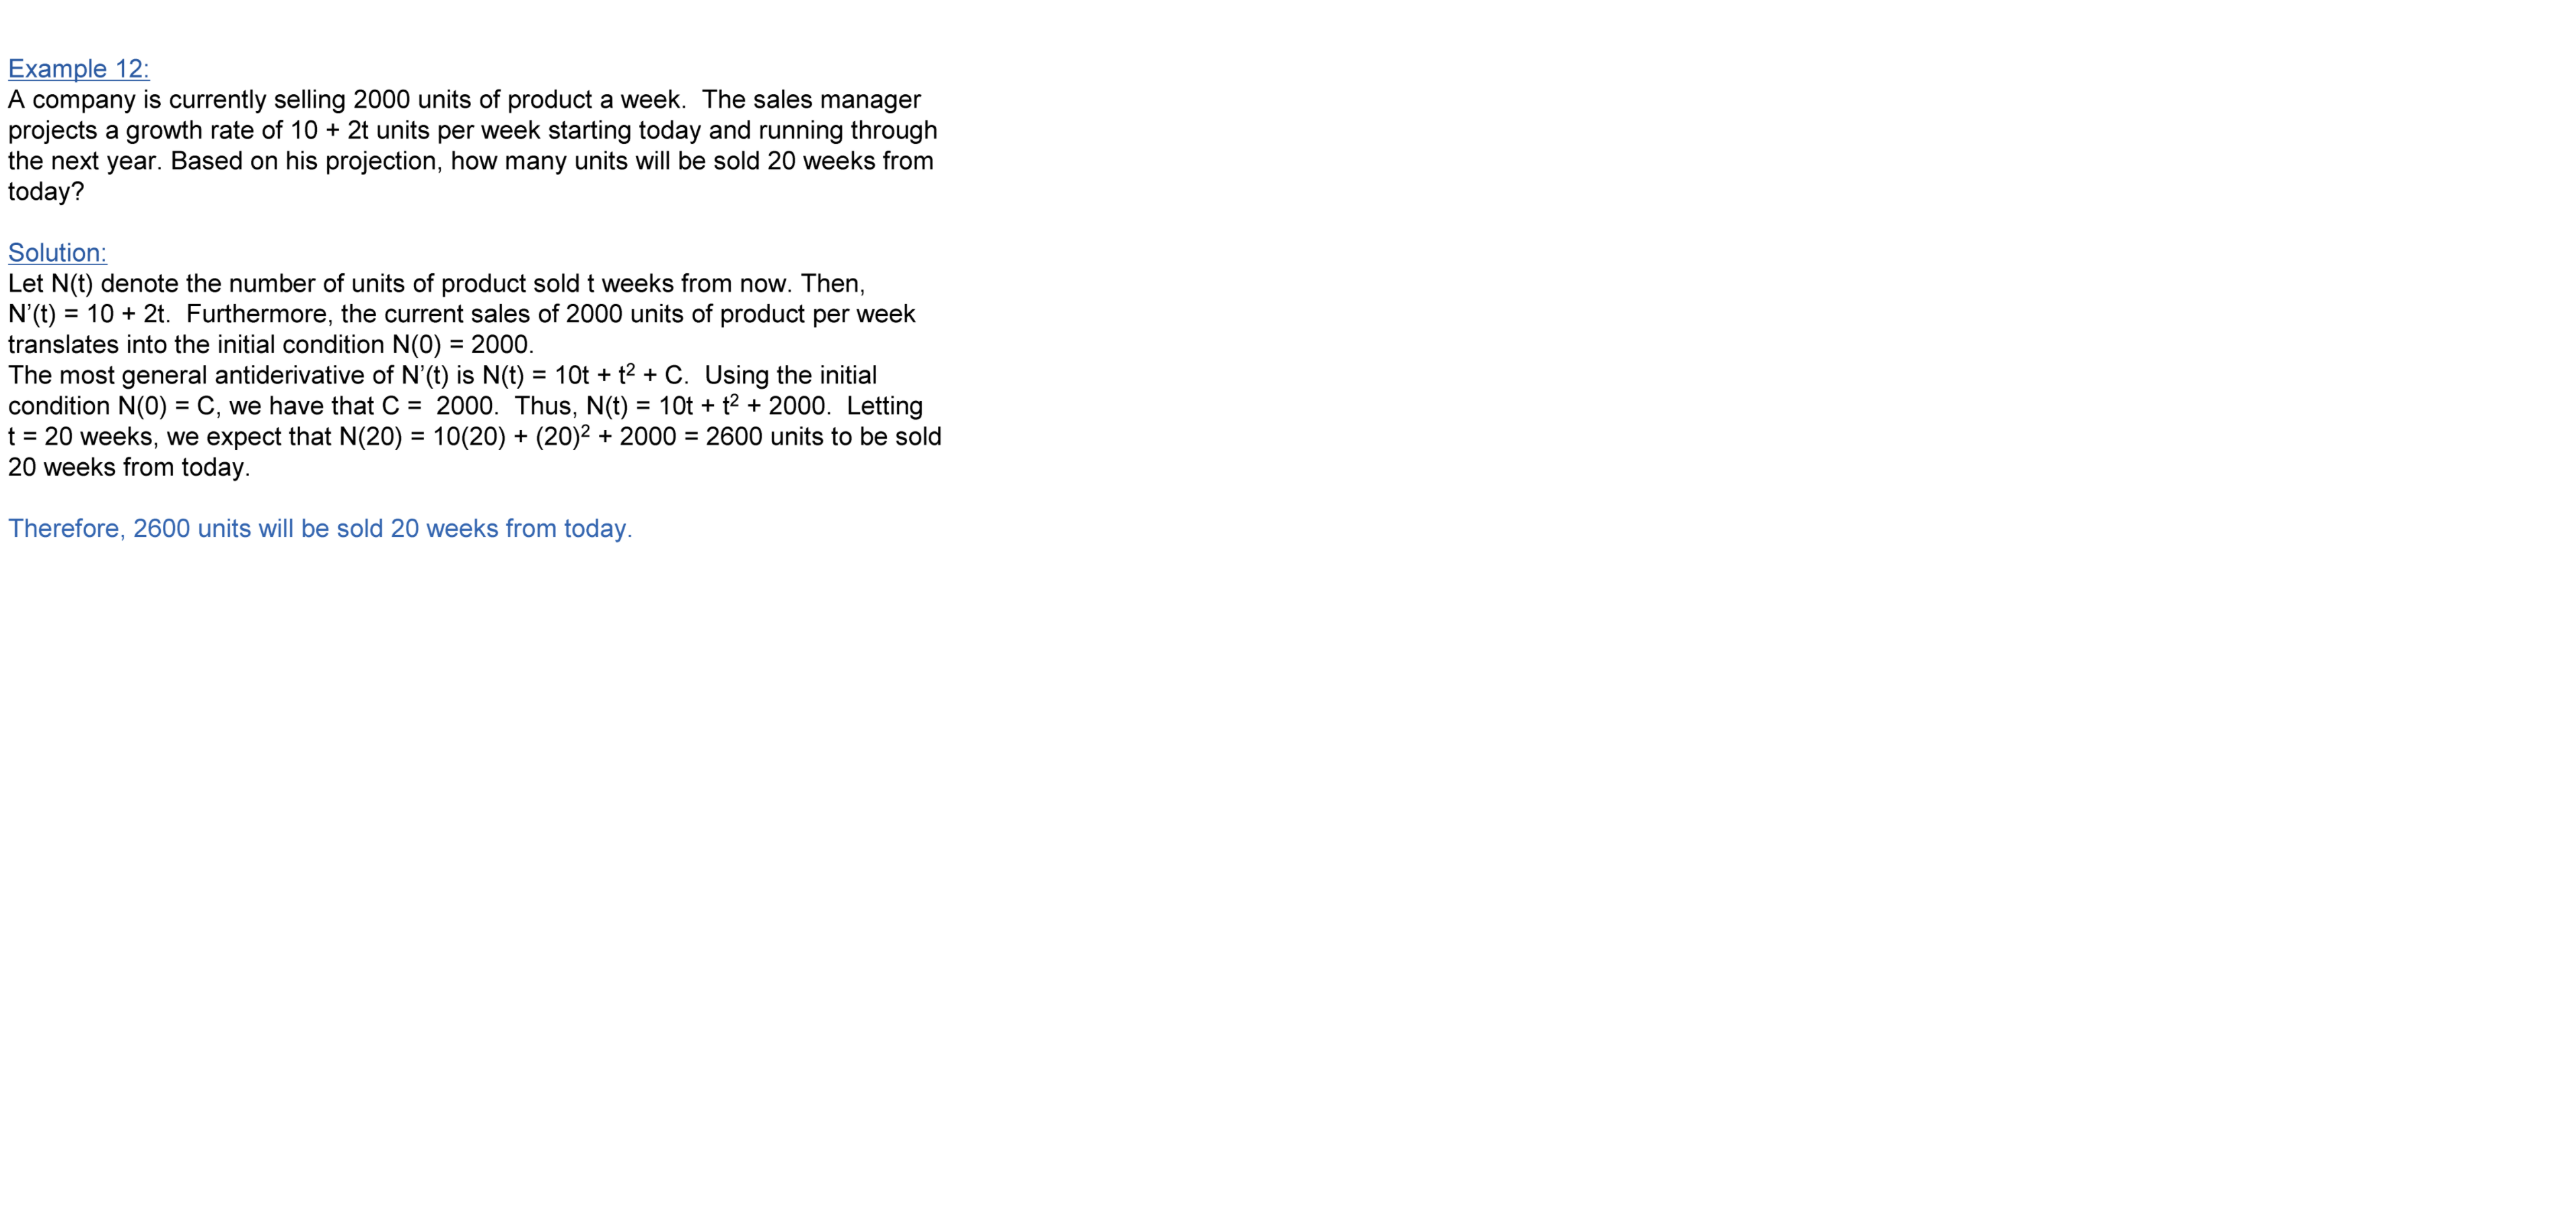 Example 12:
A company is currently selling 2000 units of product a week.  The sales manager
projects a growth rate of 10 + 2t units per week starting today and running through
the next year. Based on his projection, how many units will be sold 20 weeks from
today?
Solution:
Let N(t) denote the number of units of product sold t weeks from now. Then,
N’(t) = 10 + 2t.  Furthermore, the current sales of 2000 units of product per week
translates into the initial condition N(0) = 2000.
The most general antiderivative of N’(t) is N(t) = 10t + t² + C.  Using the initial
condition N(0) = C, we have that C =  2000.  Thus, N(t) = 10t + t² + 2000.  Letting
t = 20 weeks, we expect that N(20) = 10(20) + (20)² + 2000 = 2600 units to be sold
20 weeks from today.
Therefore, 2600 units will be sold 20 weeks from today.